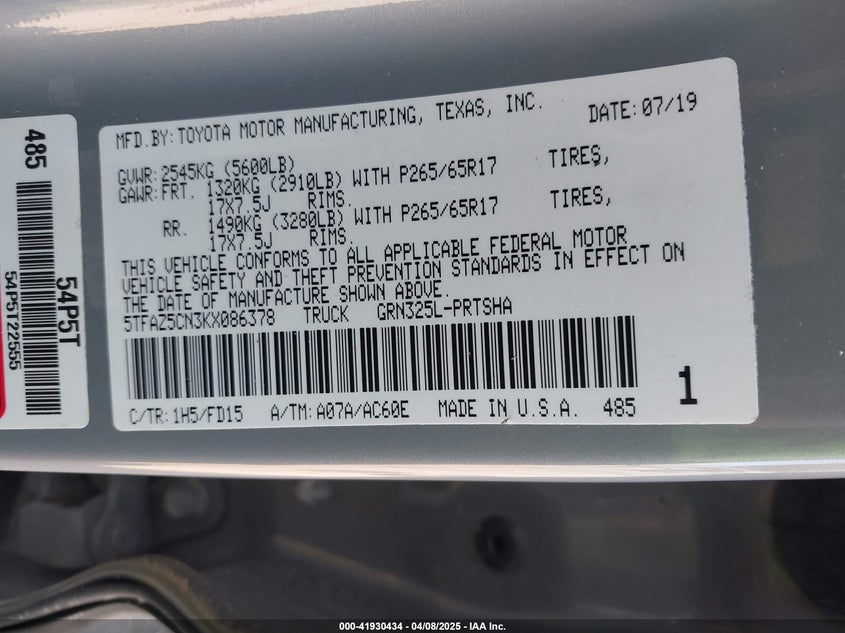 485
54P5T
54P5T22555
MFD.BY:TOYOTA MOTOR MANUFACTURING, TEXAS, INC. DATE:07/19
GVWR:2545KG (5600LB)
GAWR:FRT. 1320KG (2910LB) WITH P265/65R17 TIRES,
17X7.5J RIMS.
RR. 1490KG (3280LB) WITH P265/65R17 TIRES,
17X7.5J RIMS.
THIS VEHICLE CONFORMS TO ALL APPLICABLE FEDERAL MOTOR
VEHICLE SAFETY AND THEFT PREVENTION STANDARDS IN EFFECT ON
THE DATE OF MANUFACTURE SHOWN ABOVE.
5TFAZ5CN3KX086378 TRUCK GRN325L-PRTSHA
C/TR:1H5/FD15 A/TM:A07A/AC60E MADE IN U.S.A. 485 1
000-41930434 - 04/08/2025 - IAA Inc.